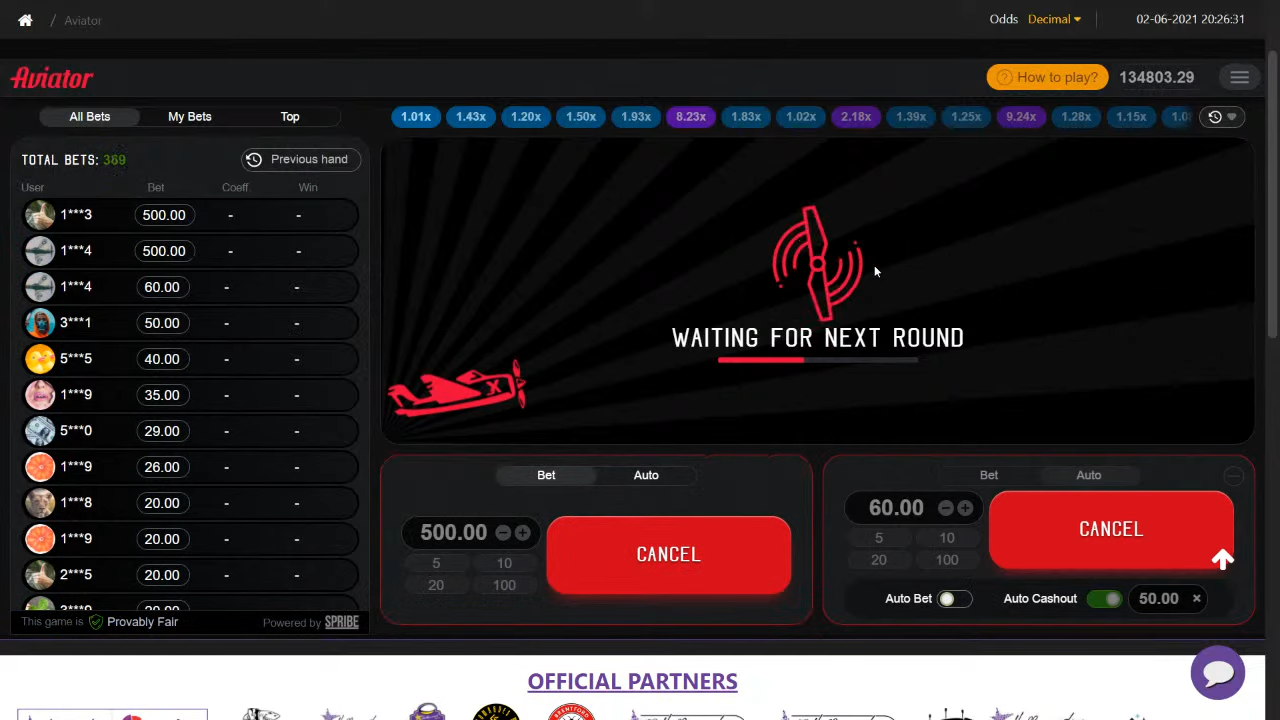 / Aviator
Odds Decimal
02-06-2021 20:26:31
Aviator
? How to play?
134803.29
All Bets My Bets Top
1.01x 1.43x 1.20x 1.50x 1.93x 8.23x 1.83x 1.02x 2.18x 1.39x 1.25x 9.24x 1.28x 1.15x
TOTAL BETS: 369
Previous hand
User Bet Coeff. Win
1***3 500.00 - -
1***4 500.00 - -
1***4 60.00 - -
3***1 50.00 - -
5***5 40.00 - -
1***9 35.00 - -
5***0 29.00 - -
1***9 26.00 - -
1***8 20.00 - -
1***9 20.00 - -
2***5 20.00 - -
This game is Provably Fair
Powered by SPRIBE
WAITING FOR NEXT ROUND
X
Bet Auto
500.00 - +
5 10
20 100
CANCEL
Bet Auto
60.00 - +
5 10
20 100
CANCEL
Auto Bet
Auto Cashout
50.00 ×
OFFICIAL PARTNERS